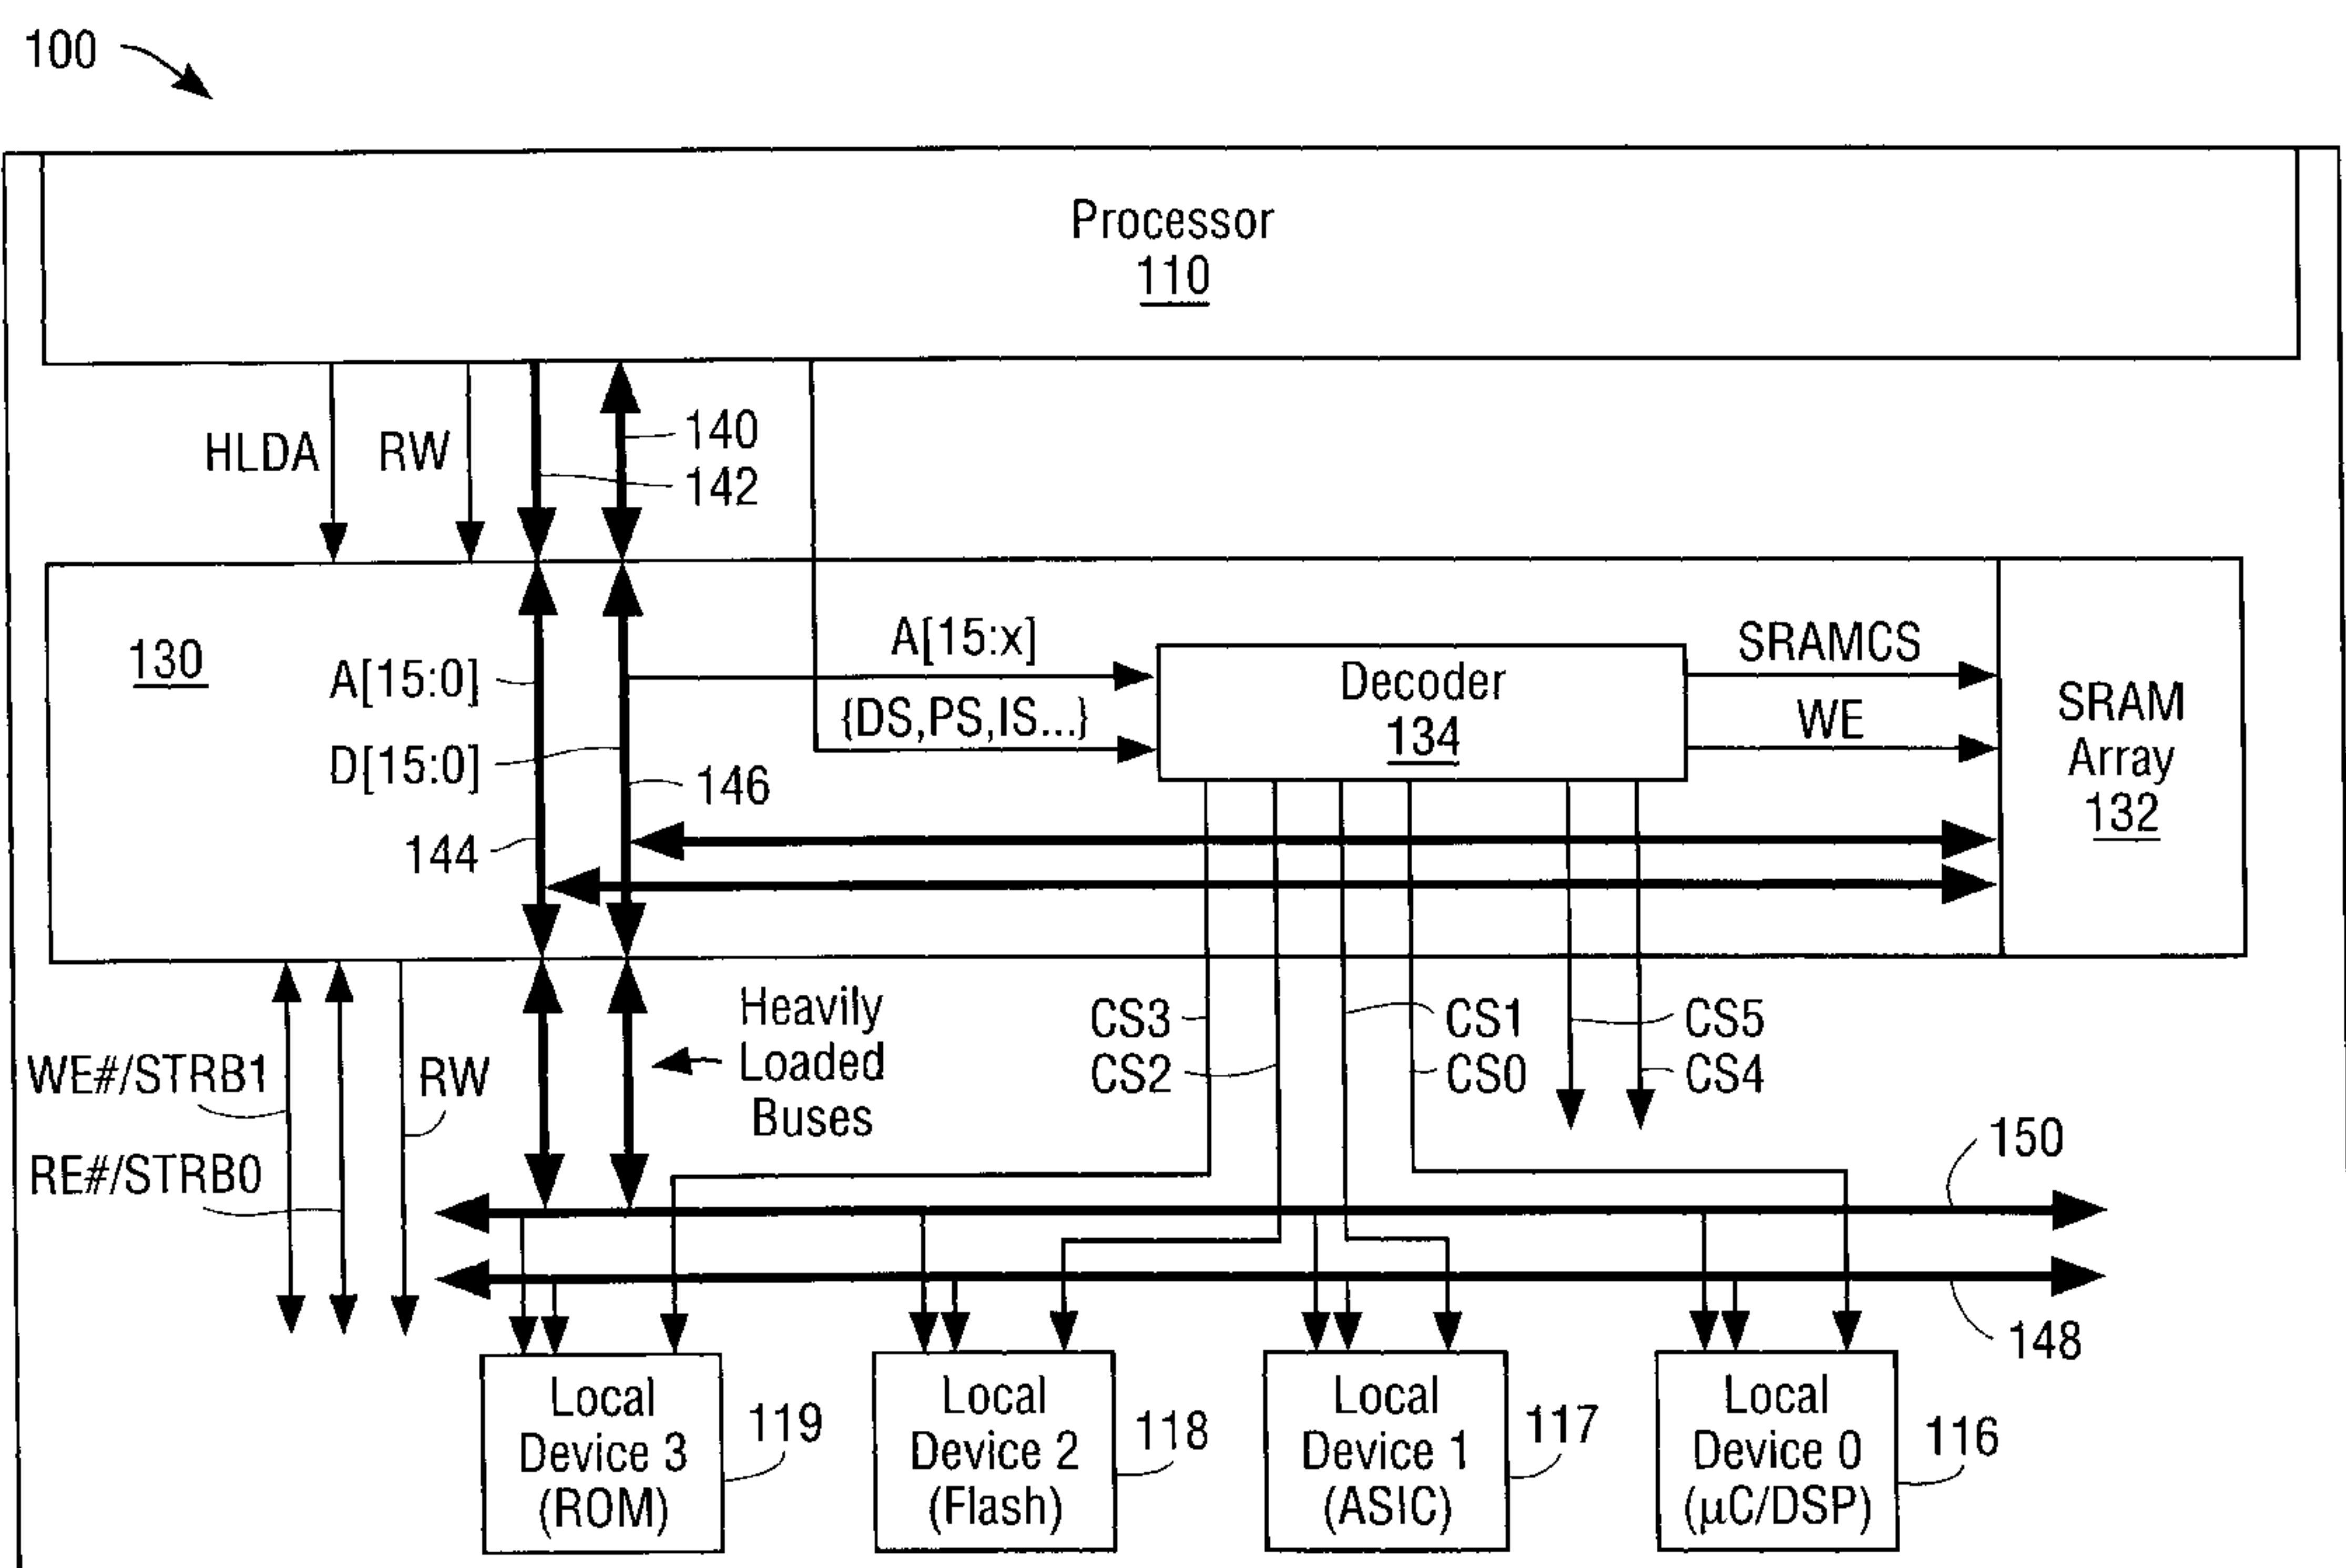 100
Processor
110
HLDA
RW
140
142
130
A[15:0]
D[15:0]
144
146
A[15:x]
{DS,PS,IS...}
Decoder
134
SRAMCS
WE
SRAM
Array
132
WE#/STRB1
RE#/STRB0
RW
Heavily
Loaded
Buses
CS3
CS2
CS1
CS0
CS5
CS4
150
148
Local
Device 3
(ROM)
119
Local
Device 2
(Flash)
118
Local
Device 1
(ASIC)
117
Local
Device 0
(µC/DSP)
116